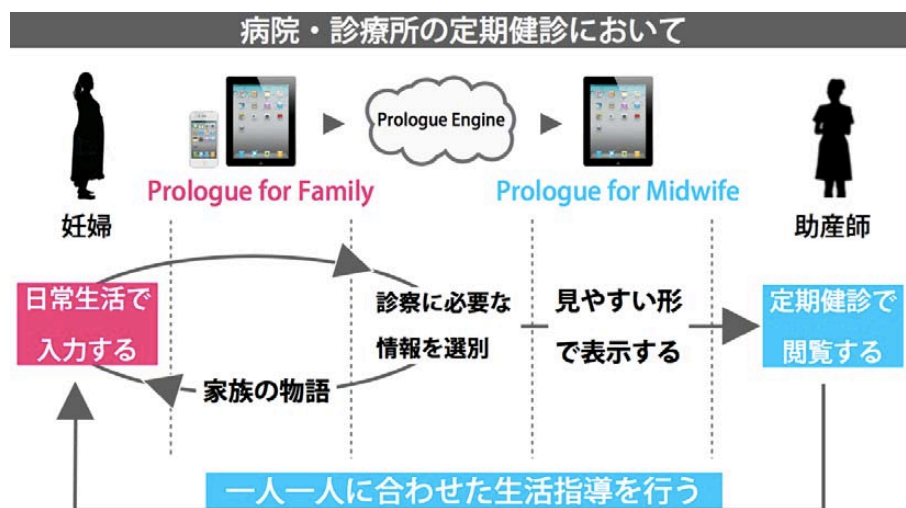 病院・診療所の定期健診において
Prologue Engine
Prologue for Family
Prologue for Midwife
妊婦
助産師
日常生活で
入力する
診察に必要な
情報を選別
見やすい形
で表示する
定期健診で
閲覧する
家族の物語
一人一人に合わせた生活指導を行う